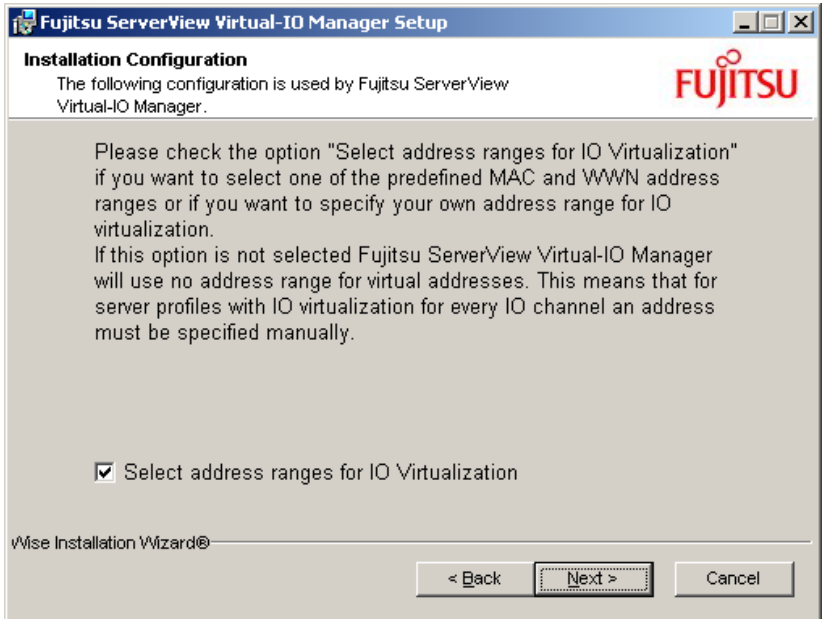 Fujitsu ServerView Virtual-IO Manager Setup
Installation Configuration
The following configuration is used by Fujitsu ServerView
Virtual-IO Manager.
FUJITSU
Please check the option "Select address ranges for IO Virtualization"
if you want to select one of the predefined MAC and WWN address
ranges or if you want to specify your own address range for IO
virtualization.
If this option is not selected Fujitsu ServerView Virtual-IO Manager
will use no address range for virtual addresses. This means that for
server profiles with IO virtualization for every IO channel an address
must be specified manually.
Select address ranges for IO Virtualization
Wise Installation Wizard®
< Back
Next >
Cancel